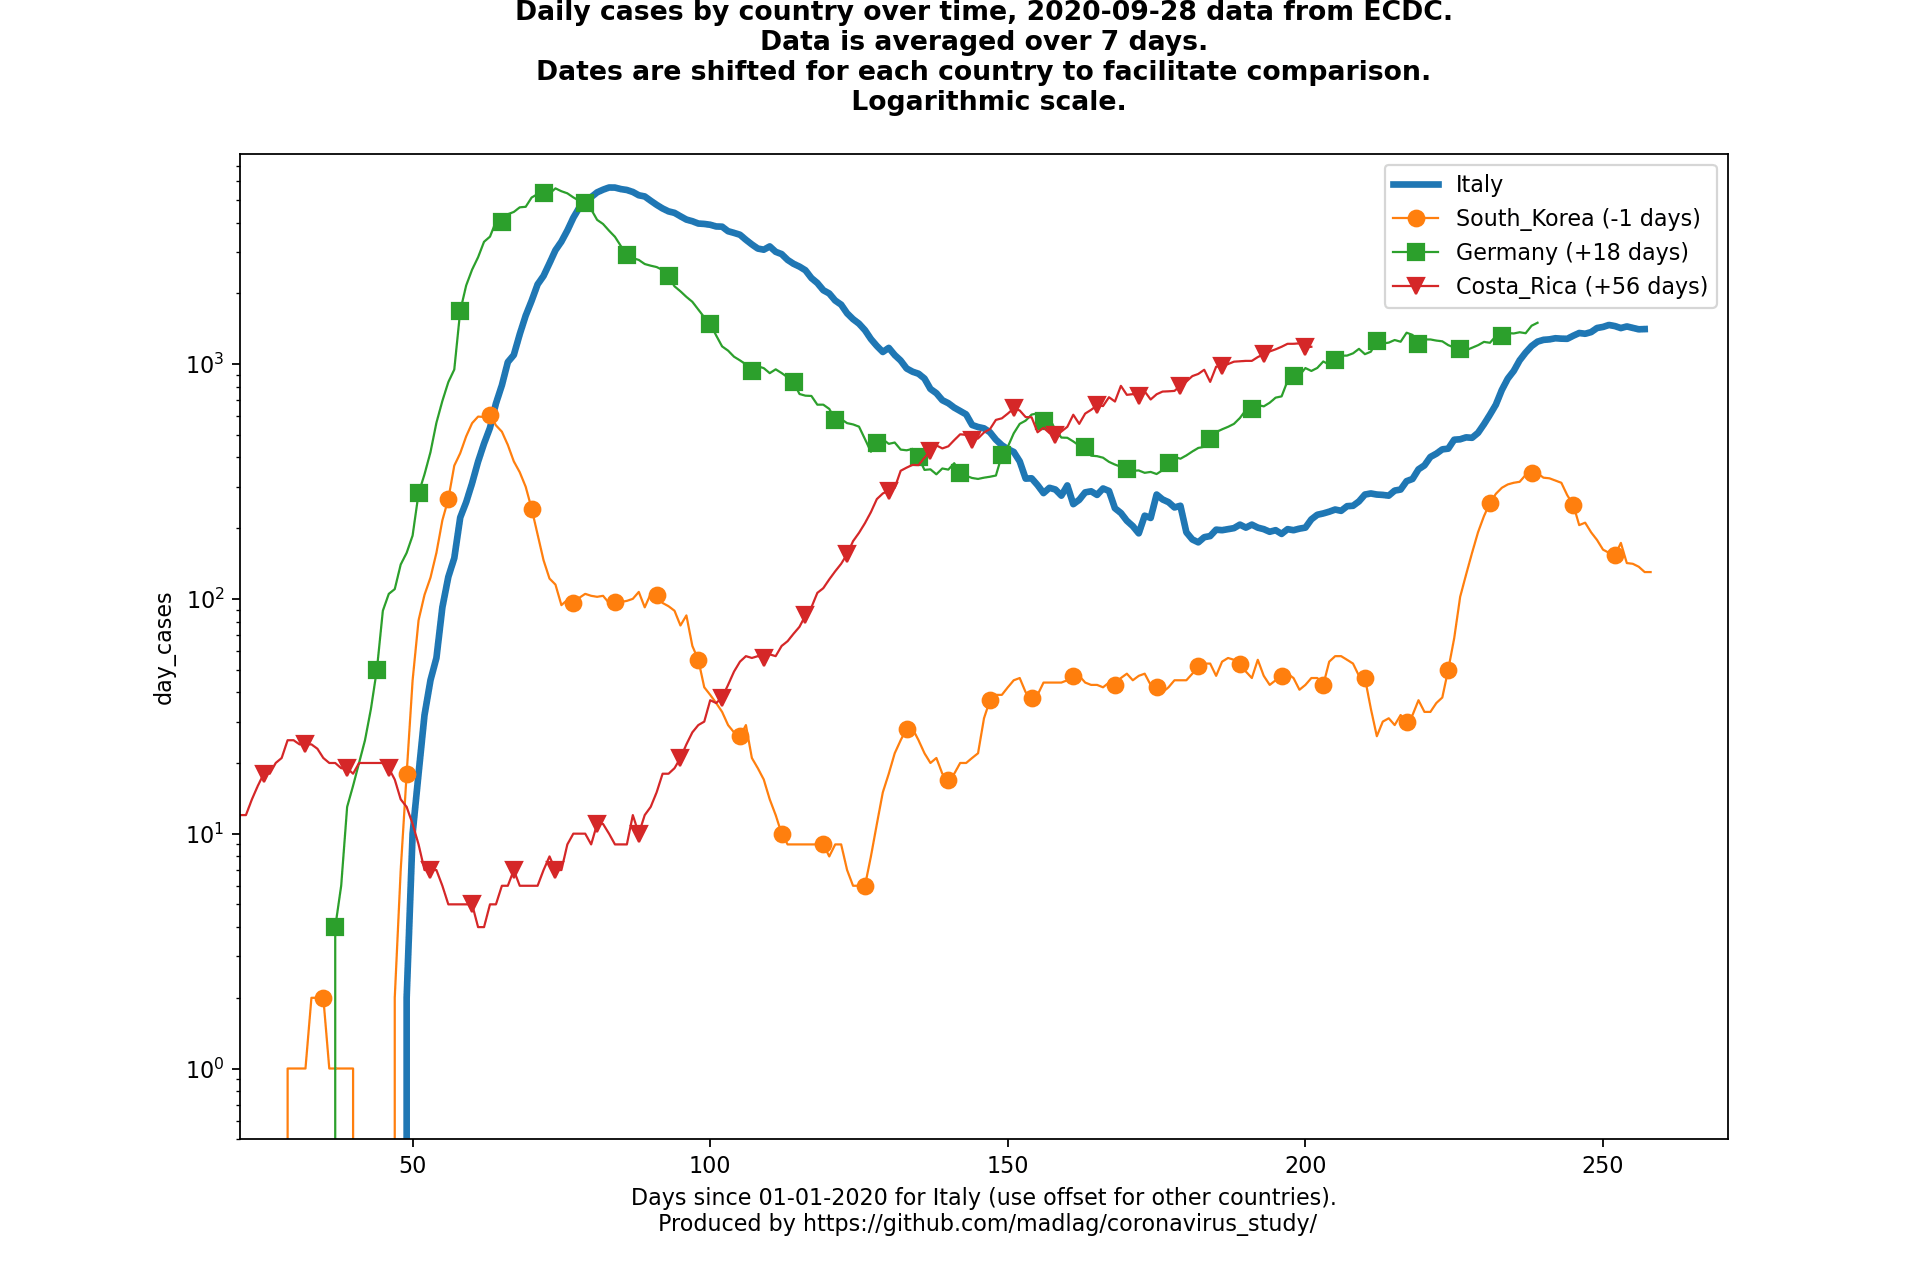 Daily cases by country over time, 2020-09-28 data from ECDC.
Data is averaged over 7 days.
Dates are shifted for each country to facilitate comparison.
Logarithmic scale.
Italy
South_Korea (-1 days)
Germany (+18 days)
Costa_Rica (+56 days)
day_cases
10³
10²
10¹
10⁰
50 100 150 200 250
Days since 01-01-2020 for Italy (use offset for other countries).
Produced by https://github.com/madlag/coronavirus_study/